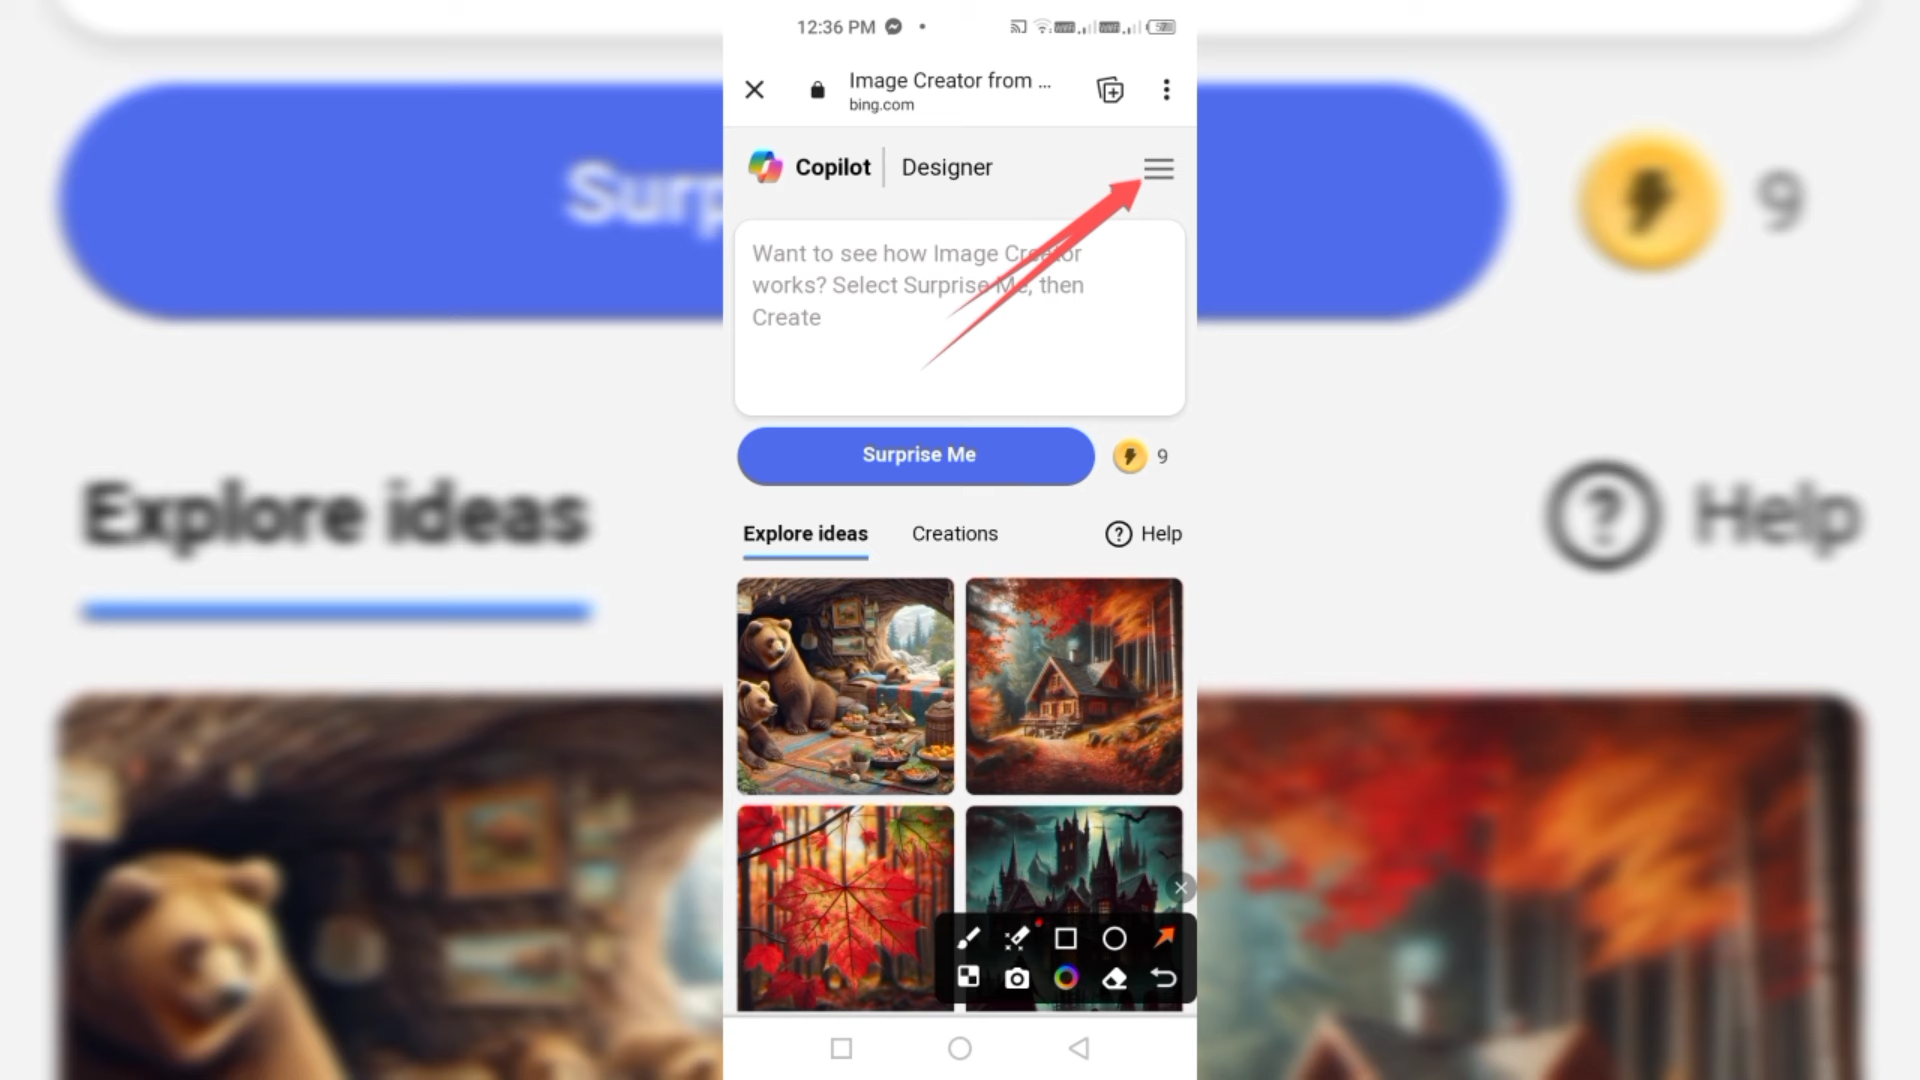 12:36 PM
Image Creator from ...
bing.com
Copilot | Designer
Want to see how Image Creator
works? Select Surprise Me, then
Create
Surprise Me
9
Explore ideas
Creations
Help
Surp
9
Explore ideas
Help